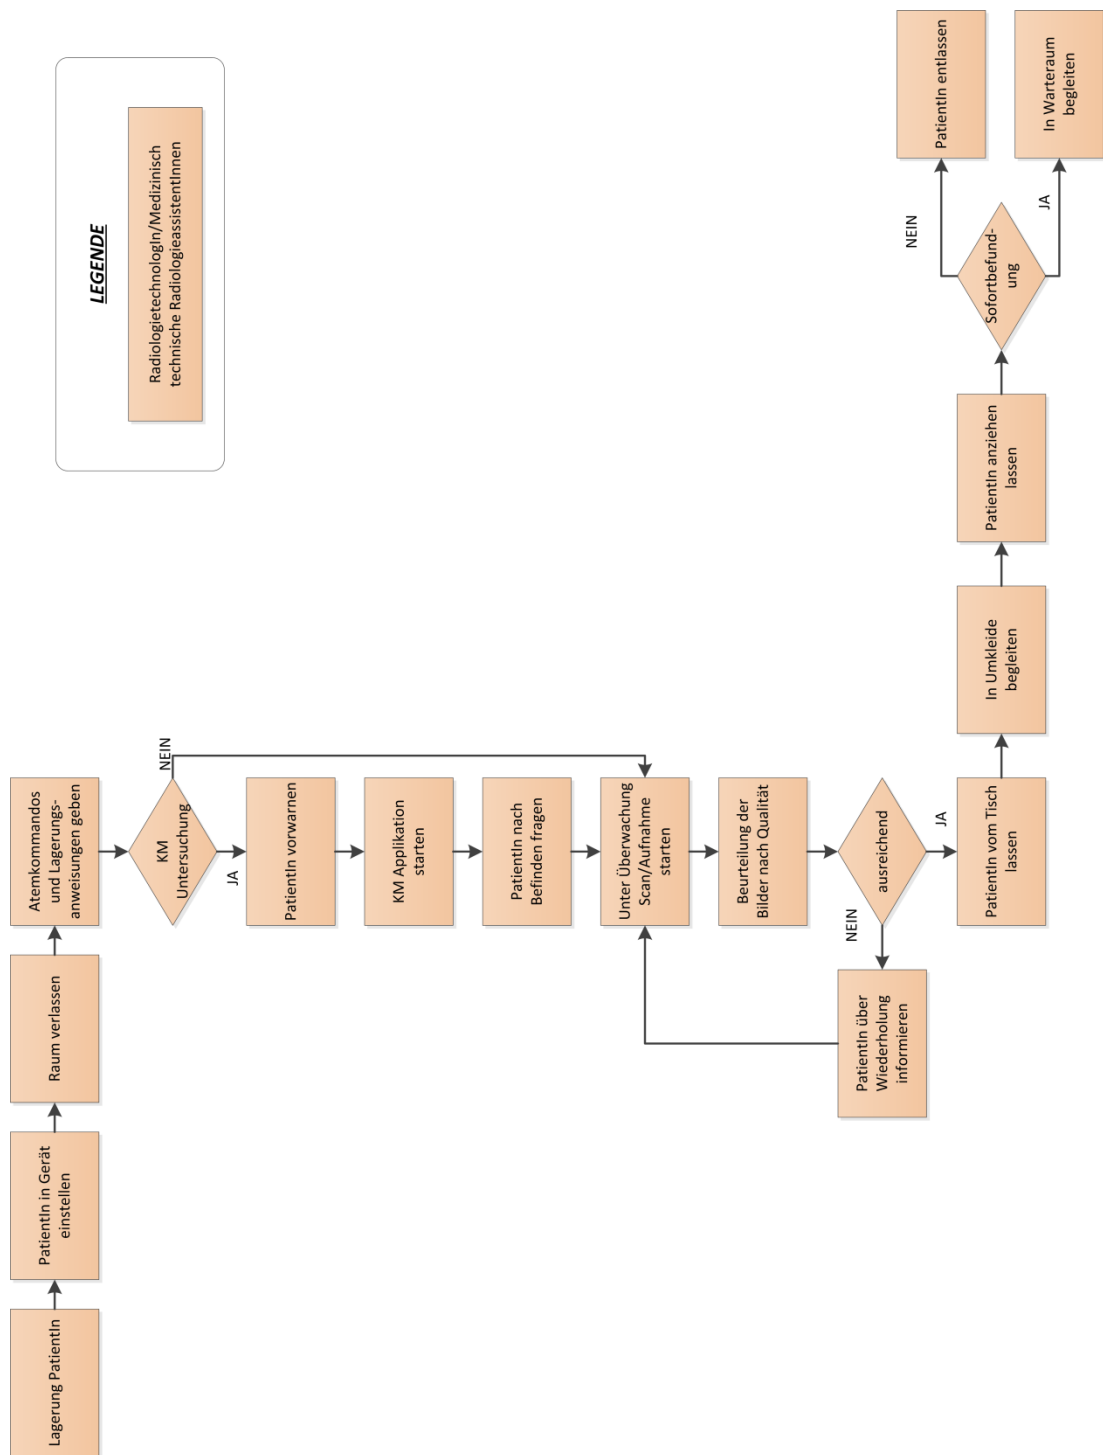 LEGENDE
RadiologietechnologIn/Medizinisch
technische RadiologieassistentInnen
Lagerung PatientIn
PatientIn in Gerät
einstellen
Raum verlassen
Atemkommandos
und Lagerungs-
anweisungen geben
KM
Untersuchung
NEIN
JA
PatientIn vorwarnen
KM Applikation
starten
PatientIn nach
Befinden fragen
Unter Überwachung
Scan/Aufnahme
starten
Beurteilung der
Bilder nach Qualität
ausreichend
NEIN
JA
PatientIn über
Wiederholung
informieren
PatientIn vom Tisch
lassen
In Umkleide
begleiten
PatientIn anziehen
lassen
Sofortbefund-
ung
NEIN
JA
PatientIn entlassen
In Warteraum
begleiten